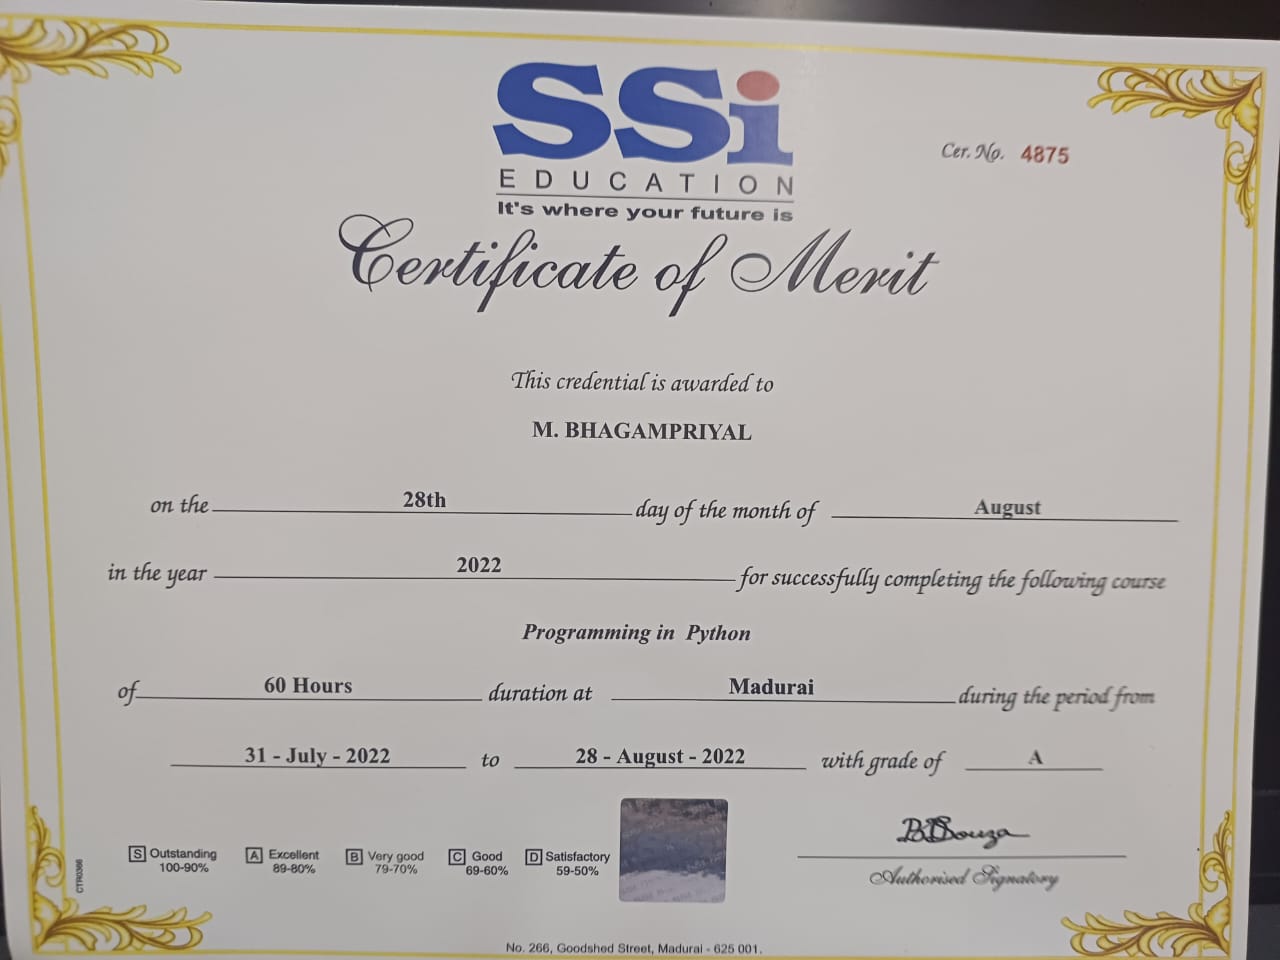 SSi
EDUCATION
It's where your future is
Cer. No. 4875
Certificate of Merit
This credential is awarded to
M. BHAGAMPRIYAL
on the 28th day of the month of August
in the year 2022 for successfully completing the following course
Programming in Python
of 60 Hours duration at Madurai during the period from
31 - July - 2022 to 28 - August - 2022 with grade of A
S Outstanding 100-90%
A Excellent 89-80%
B Very good 79-70%
C Good 69-60%
D Satisfactory 59-50%
Authorised Signatory
CTR0366
No. 266, Goodshed Street, Madurai - 625 001.